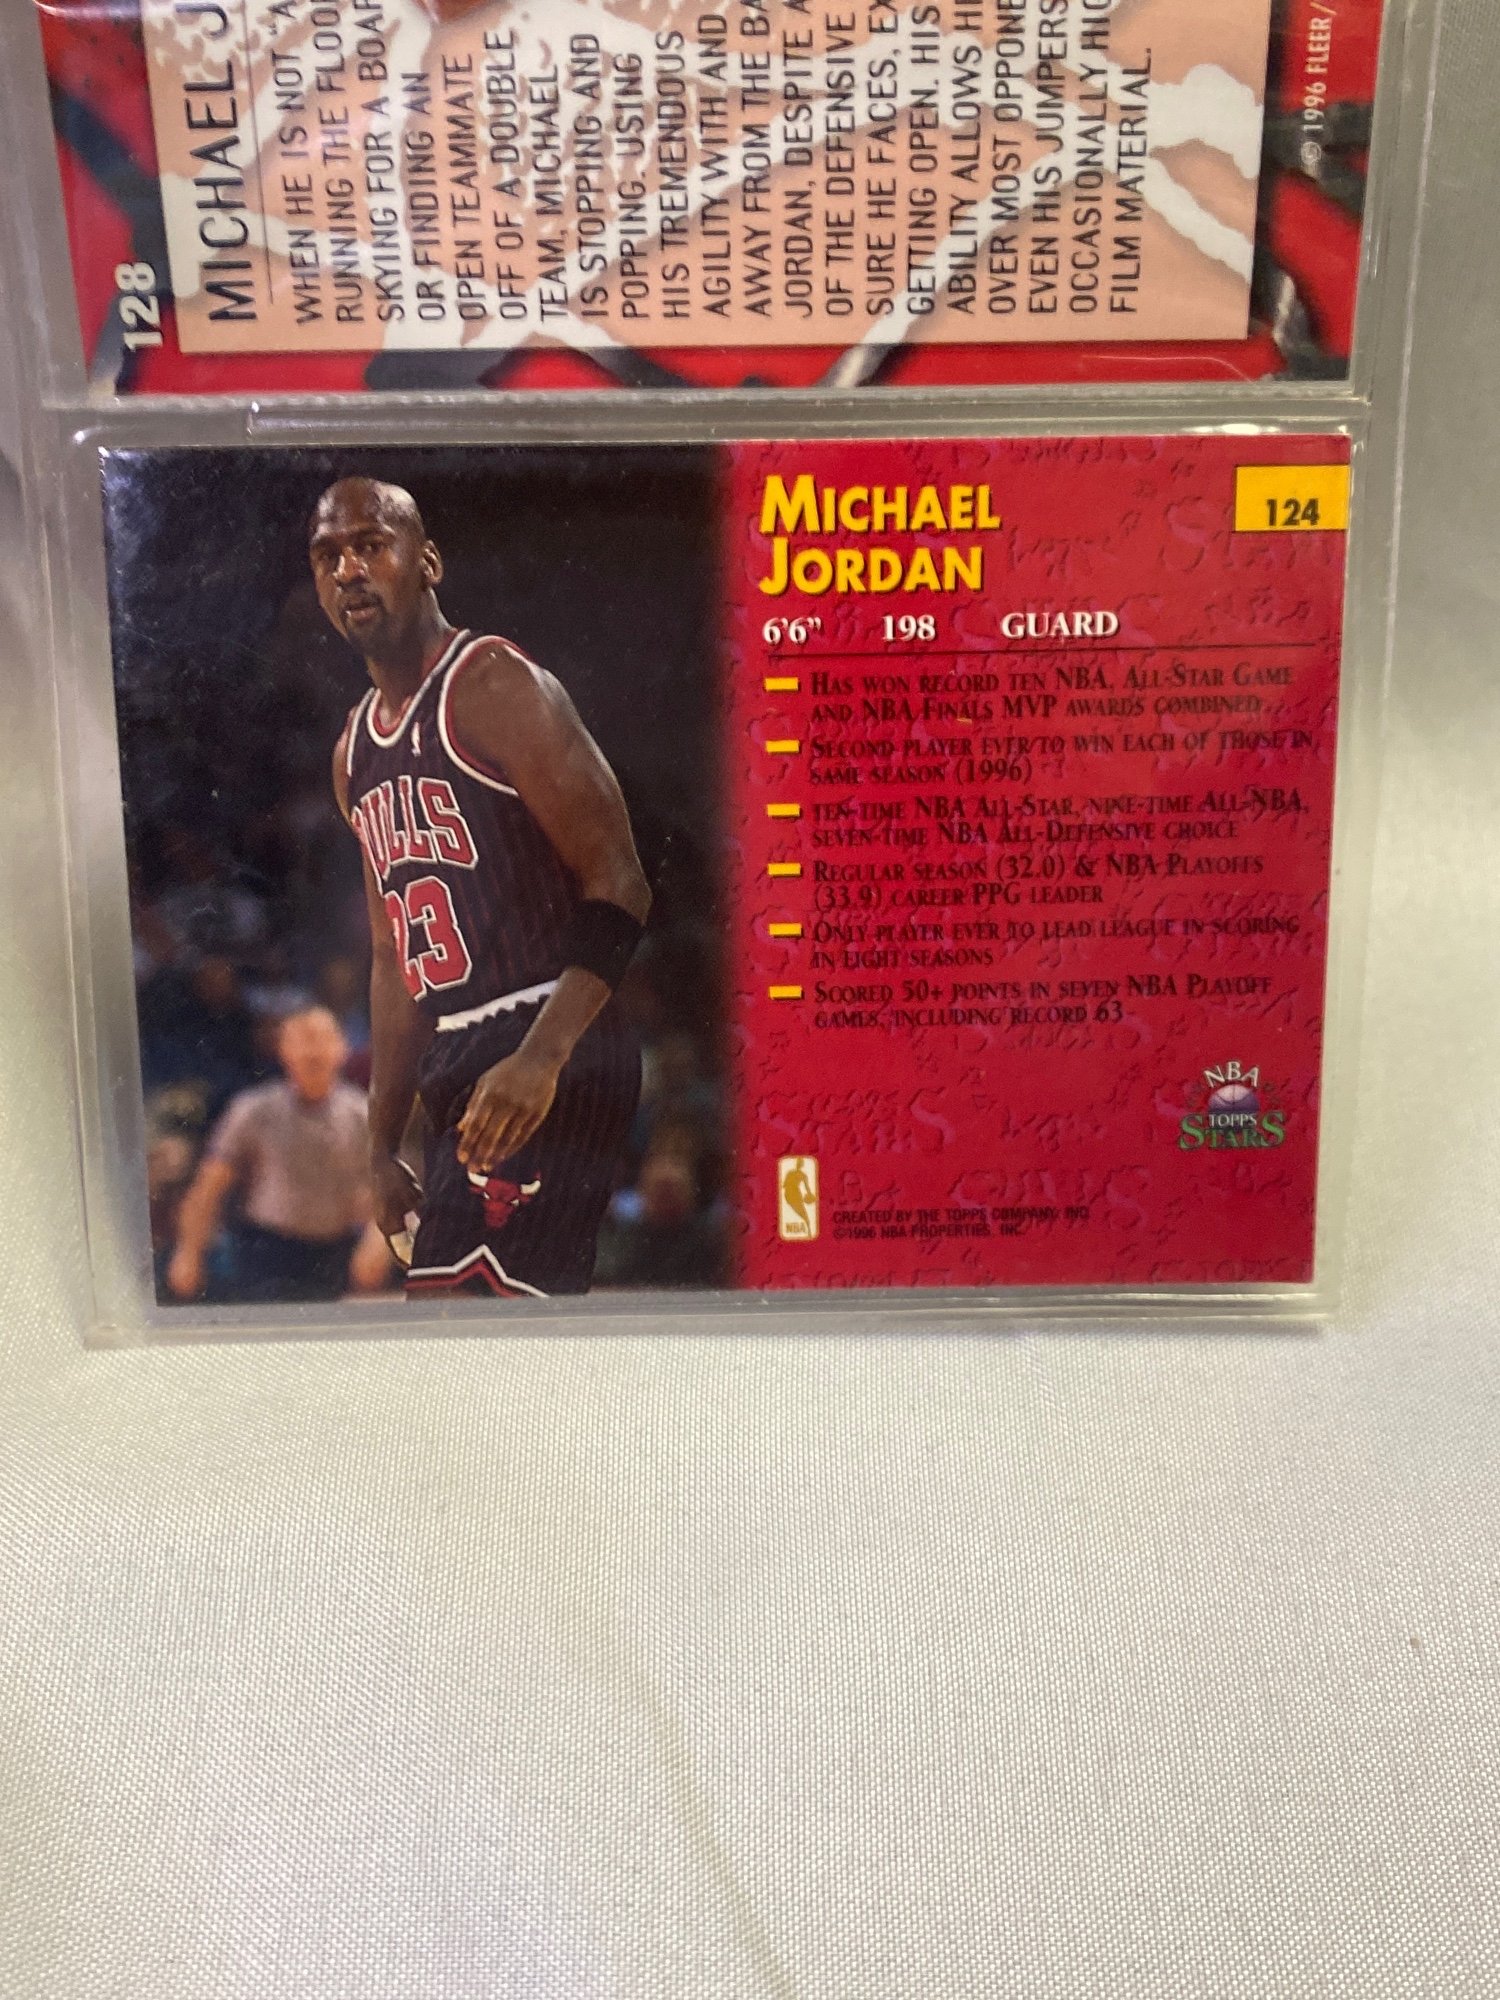 128
MICHAEL J
WHEN HE IS NOT "A
RUNNING THE FLOO
SKYING FOR A BOAR
OR FINDING AN
OPEN TEAMMATE
OFF OF A DOUBLE
TEAM, MICHAEL
IS STOPPING AND
POPPING. USING
HIS TREMENDOUS
AGILITY WITH AND
AWAY FROM THE BA
JORDAN, DESPITE A
OF THE DEFENSIVE
SURE HE FACES, EX
GETTING OPEN. HIS
ABILITY ALLOWS H
OVER MOST OPPONE
EVEN HIS JUMPERS
OCCASIONALLY HIG
FILM MATERIAL.
© 1996 FLEER/
MICHAEL
JORDAN
124
6'6" 198 GUARD
HAS WON RECORD TEN NBA, ALL-STAR GAME
AND NBA FINALS MVP AWARDS COMBINED
SECOND PLAYER EVER TO WIN EACH OF THOSE IN
SAME SEASON (1996)
TEN-TIME NBA ALL-STAR, NINE-TIME ALL-NBA,
SEVEN-TIME NBA ALL-DEFENSIVE CHOICE
REGULAR SEASON (32.0) & NBA PLAYOFFS
(33.9) CAREER PPG LEADER
ONLY PLAYER EVER TO LEAD LEAGUE IN SCORING
IN EIGHT SEASONS
SCORED 50+ POINTS IN SEVEN NBA PLAYOFF
GAMES, INCLUDING RECORD 63
BULLS
23
NBA
TOPPS
STARS
NBA
CREATED BY THE TOPPS COMPANY, INC.
©1996 NBA PROPERTIES, INC.